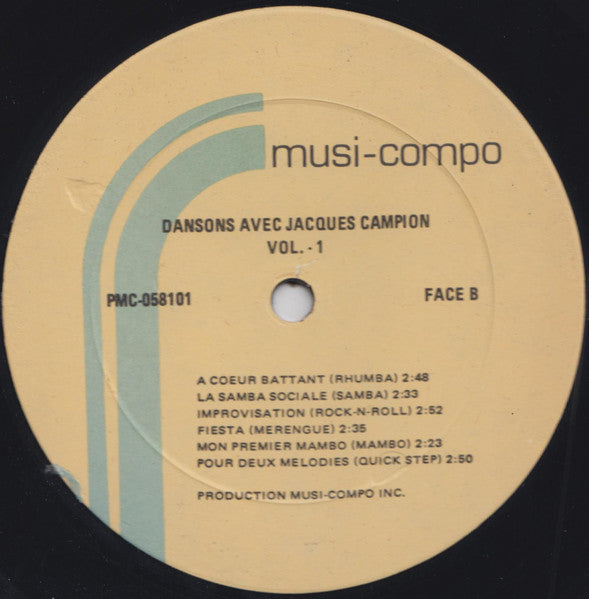 musi-compo
DANSONS AVEC JACQUES CAMPION
VOL. - 1
PMC-058101
FACE B
A COEUR BATTANT (RHUMBA) 2:48
LA SAMBA SOCIALE (SAMBA) 2:33
IMPROVISATION (ROCK-N-ROLL) 2:52
FIESTA (MERENGUE) 2:35
MON PREMIER MAMBO (MAMBO) 2:23
POUR DEUX MELODIES (QUICK STEP) 2:50
PRODUCTION MUSI-COMPO INC.